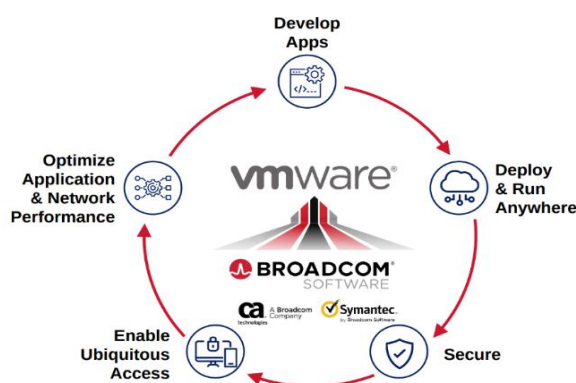 Develop
Apps
</...
Optimize
Application
& Network
Performance
vmware®
Deploy
& Run
Anywhere
BROADCOM®
SOFTWARE
ca
technologies
A Broadcom
Company
Symantec.
by Broadcom Software
Enable
Ubiquitous
Access
Secure